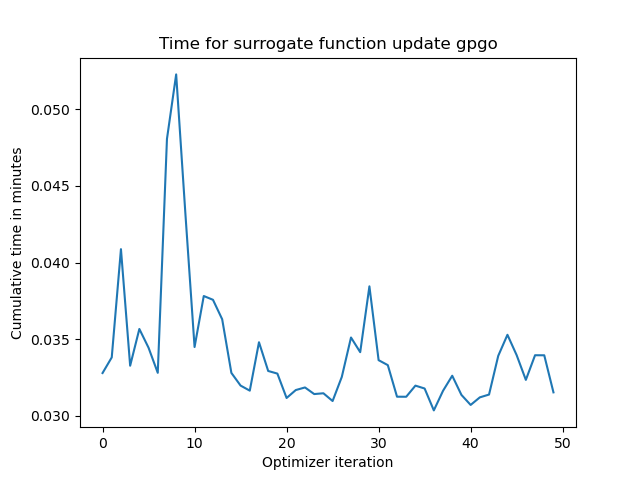 Time for surrogate function update gpgo
Cumulative time in minutes
0.050
0.045
0.040
0.035
0.030
0 10 20 30 40 50
Optimizer iteration